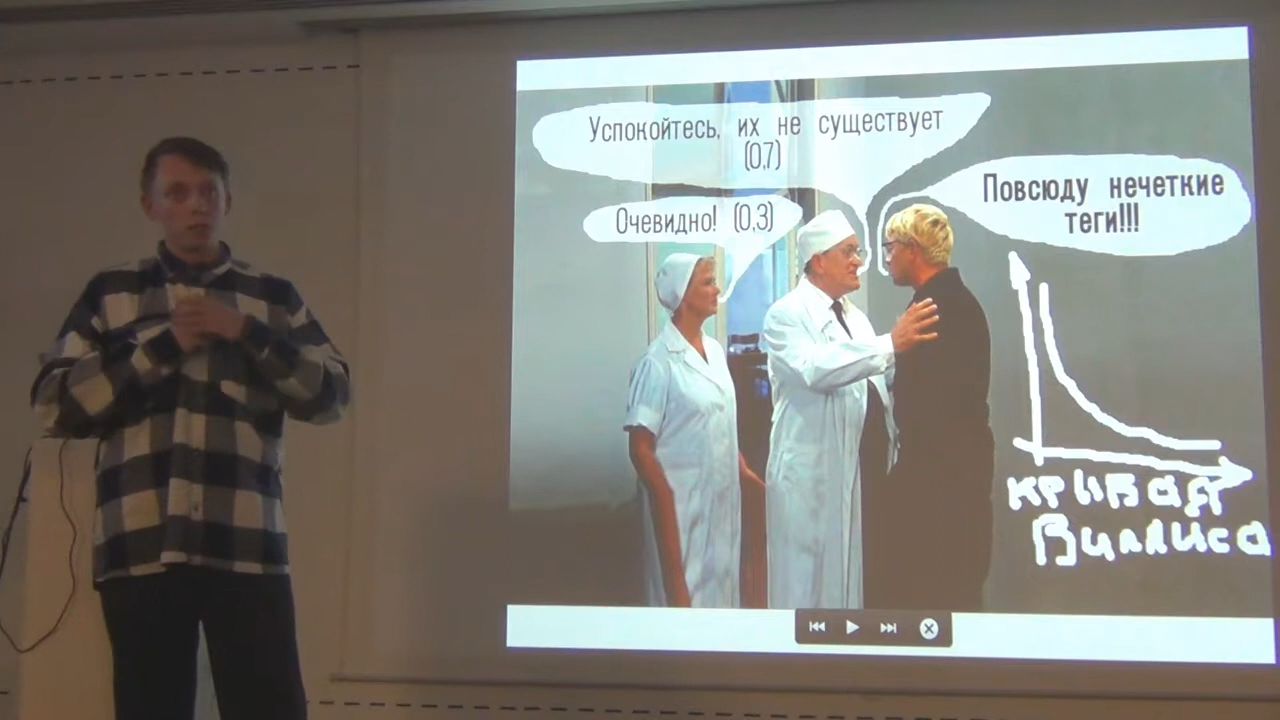 Успокойтесь, их не существует
(0,7)
Очевидно! (0,3)
Повсюду нечеткие
теги!!!
кривая
Виллиса